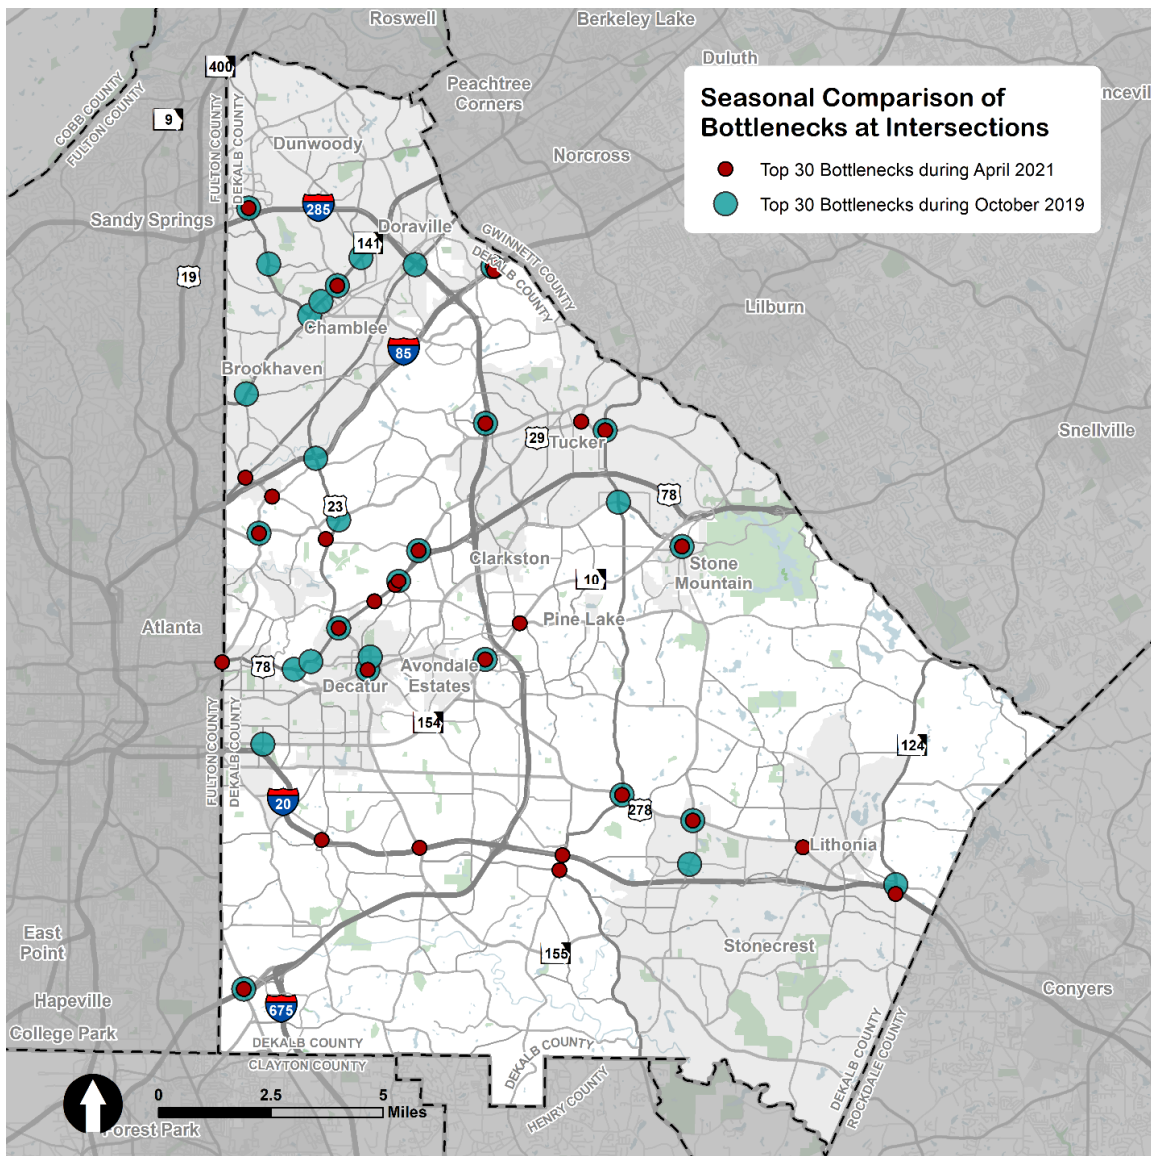 Roswell
Berkeley Lake
Duluth
400
Peachtree
Corners
COBB COUNTY
FULTON COUNTY
9
FULTON COUNTY
DEKALB COUNTY
Dunwoody
Norcross
Seasonal Comparison of
Bottlenecks at Intersections
Top 30 Bottlenecks during April 2021
Top 30 Bottlenecks during October 2019
Sandy Springs
285
Doraville
141
GWINNETT COUNTY
DEKALB COUNTY
19
Lilburn
Chamblee
85
Brookhaven
29
Tucker
Snellville
78
23
Clarkston
Stone
Mountain
10
Pine Lake
Atlanta
78
Avondale
Estates
Decatur
154
124
FULTON COUNTY
DEKALB COUNTY
20
278
Lithonia
East
Point
155
Stonecrest
Hapeville
675
Conyers
College Park
DEKALB COUNTY
CLAYTON COUNTY
DEKALB COUNTY
HENRY COUNTY
DEKALB COUNTY
ROCKDALE COUNTY
0 2.5 5
Miles
Forest Park